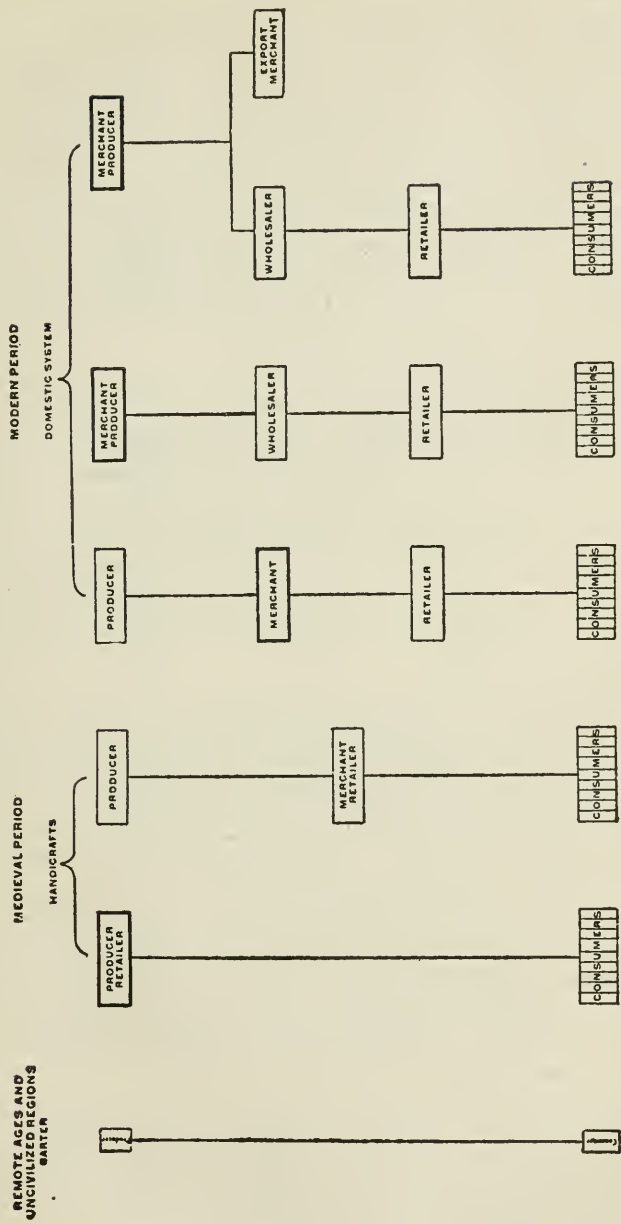 REMOTE AGES AND
UNCIVILIZED REGIONS
BARTER
MEDIEVAL PERIOD
HANDICRAFTS
PRODUCER
RETAILER
CONSUMERS
PRODUCER
MERCHANT
RETAILER
CONSUMERS
MODERN PERIOD
DOMESTIC SYSTEM
PRODUCER
MERCHANT
RETAILER
CONSUMERS
MERCHANT
PRODUCER
WHOLESALER
RETAILER
CONSUMERS
MERCHANT
PRODUCER
WHOLESALER
EXPORT
MERCHANT
RETAILER
CONSUMERS